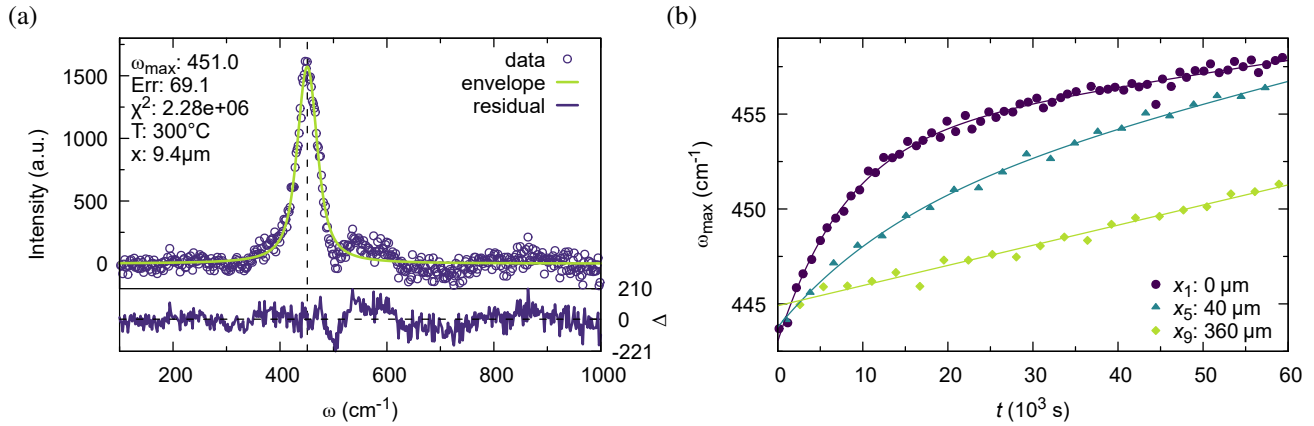 (a)
ω_max: 451.0
Err: 69.1
χ²: 2.28e+06
T: 300°C
x: 9.4µm
data
envelope
residual
Intensity (a.u.)
1500
1000
500
0
210
0
-221
Δ
200
400
600
800
1000
ω (cm⁻¹)
(b)
ω_max (cm⁻¹)
455
450
445
x₁: 0 µm
x₅: 40 µm
x₉: 360 µm
0
10
20
30
40
50
60
t (10³ s)